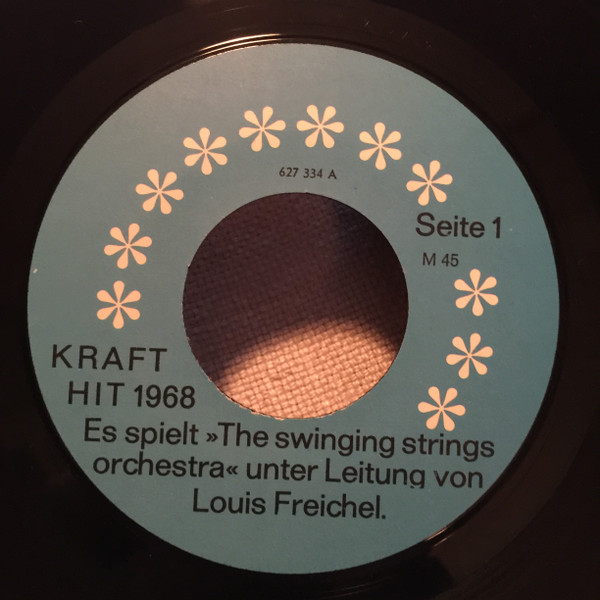 627 334 A
Seite 1
M 45
KRAFT
HIT 1968
Es spielt »The swinging strings
orchestra« unter Leitung von
Louis Freichel.